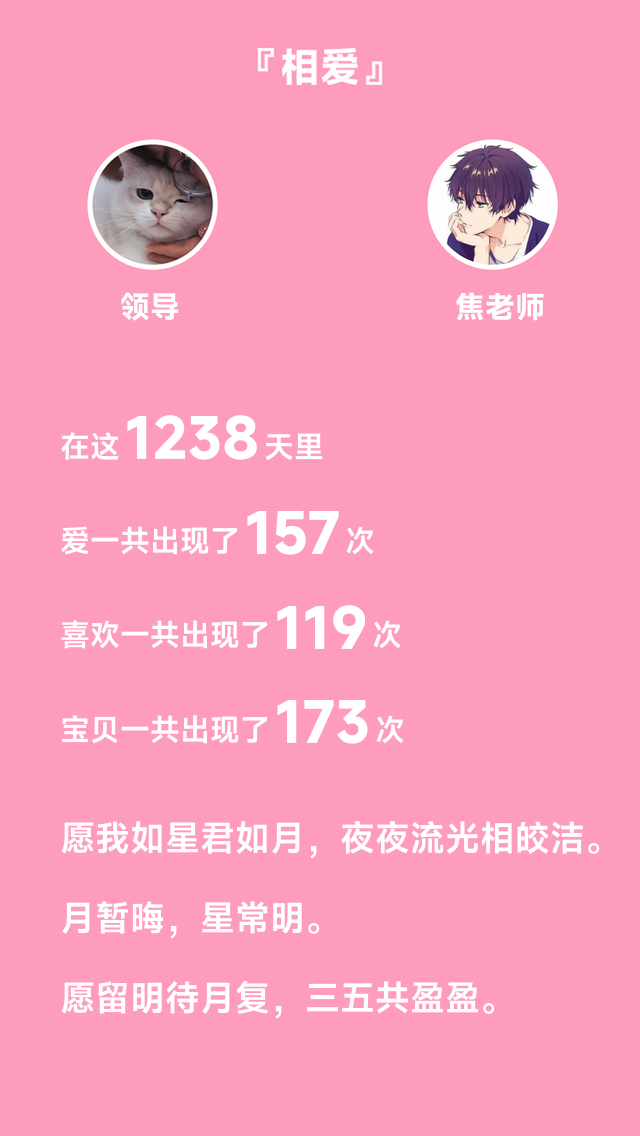 『相爱』
领导
焦老师
在这1238天里
爱一共出现了157次
喜欢一共出现了119次
宝贝一共出现了173次
愿我如星君如月，夜夜流光相皎洁。
月暂晦，星常明。
愿留明待月复，三五共盈盈。